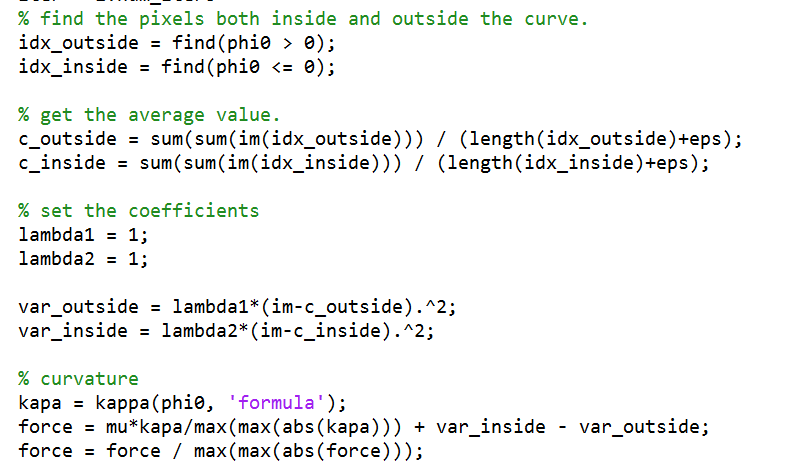 % find the pixels both inside and outside the curve.
idx_outside = find(phi0 > 0);
idx_inside = find(phi0 <= 0);
% get the average value.
c_outside = sum(sum(im(idx_outside))) / (length(idx_outside)+eps);
c_inside = sum(sum(im(idx_inside))) / (length(idx_inside)+eps);
% set the coefficients
lambda1 = 1;
lambda2 = 1;
var_outside = lambda1*(im-c_outside).^2;
var_inside = lambda2*(im-c_inside).^2;
% curvature
kapa = kappa(phi0, 'formula');
force = mu*kapa/max(max(abs(kapa))) + var_inside - var_outside;
force = force / max(max(abs(force)));